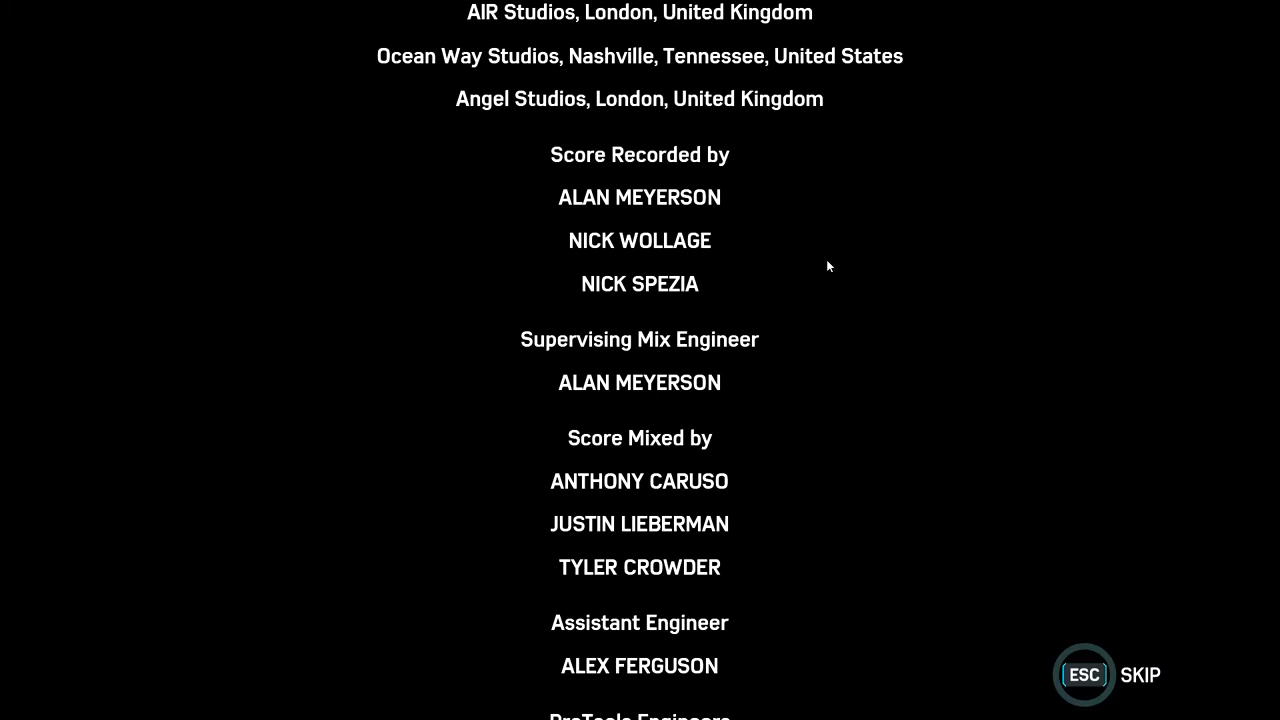 AIR Studios, London, United Kingdom
Ocean Way Studios, Nashville, Tennessee, United States
Angel Studios, London, United Kingdom
Score Recorded by
ALAN MEYERSON
NICK WOLLAGE
NICK SPEZIA
Supervising Mix Engineer
ALAN MEYERSON
Score Mixed by
ANTHONY CARUSO
JUSTIN LIEBERMAN
TYLER CROWDER
Assistant Engineer
ALEX FERGUSON
ESC SKIP
ProTools Engineers